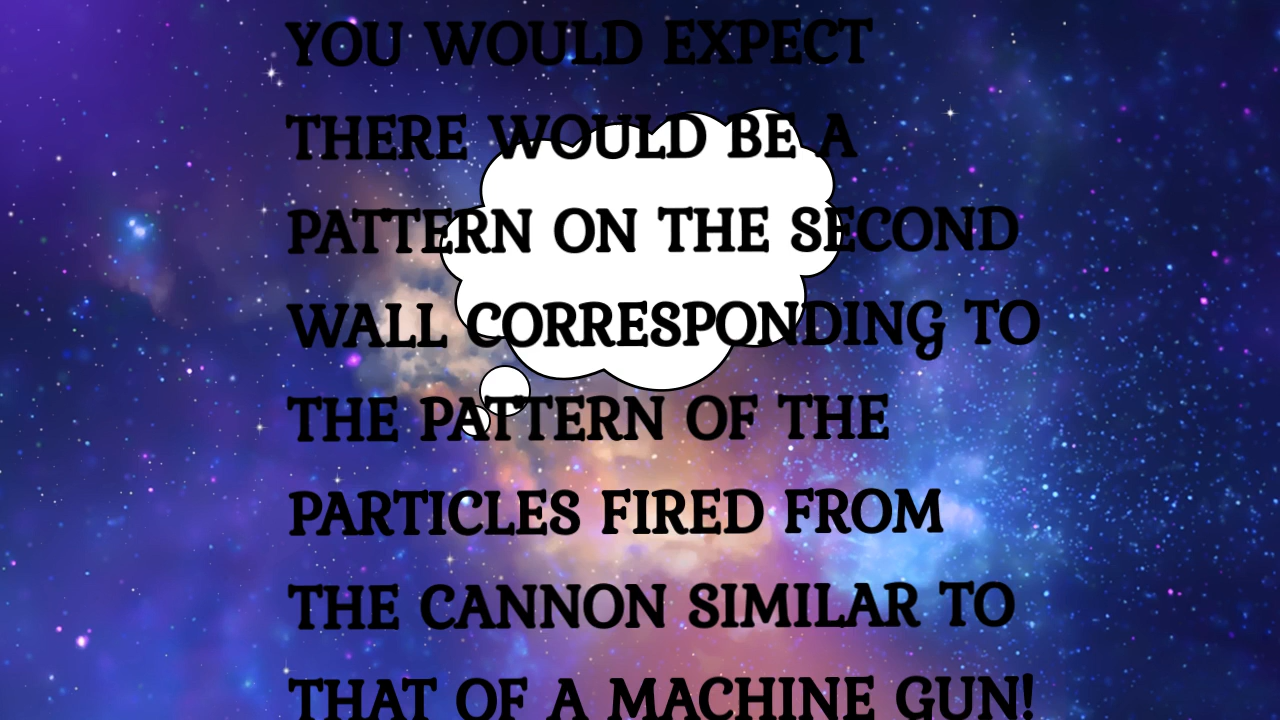 YOU WOULD EXPECT
THERE WOULD BE A
PATTERN ON THE SECOND
WALL CORRESPONDING TO
THE PATTERN OF THE
PARTICLES FIRED FROM
THE CANNON SIMILAR TO
THAT OF A MACHINE GUN!